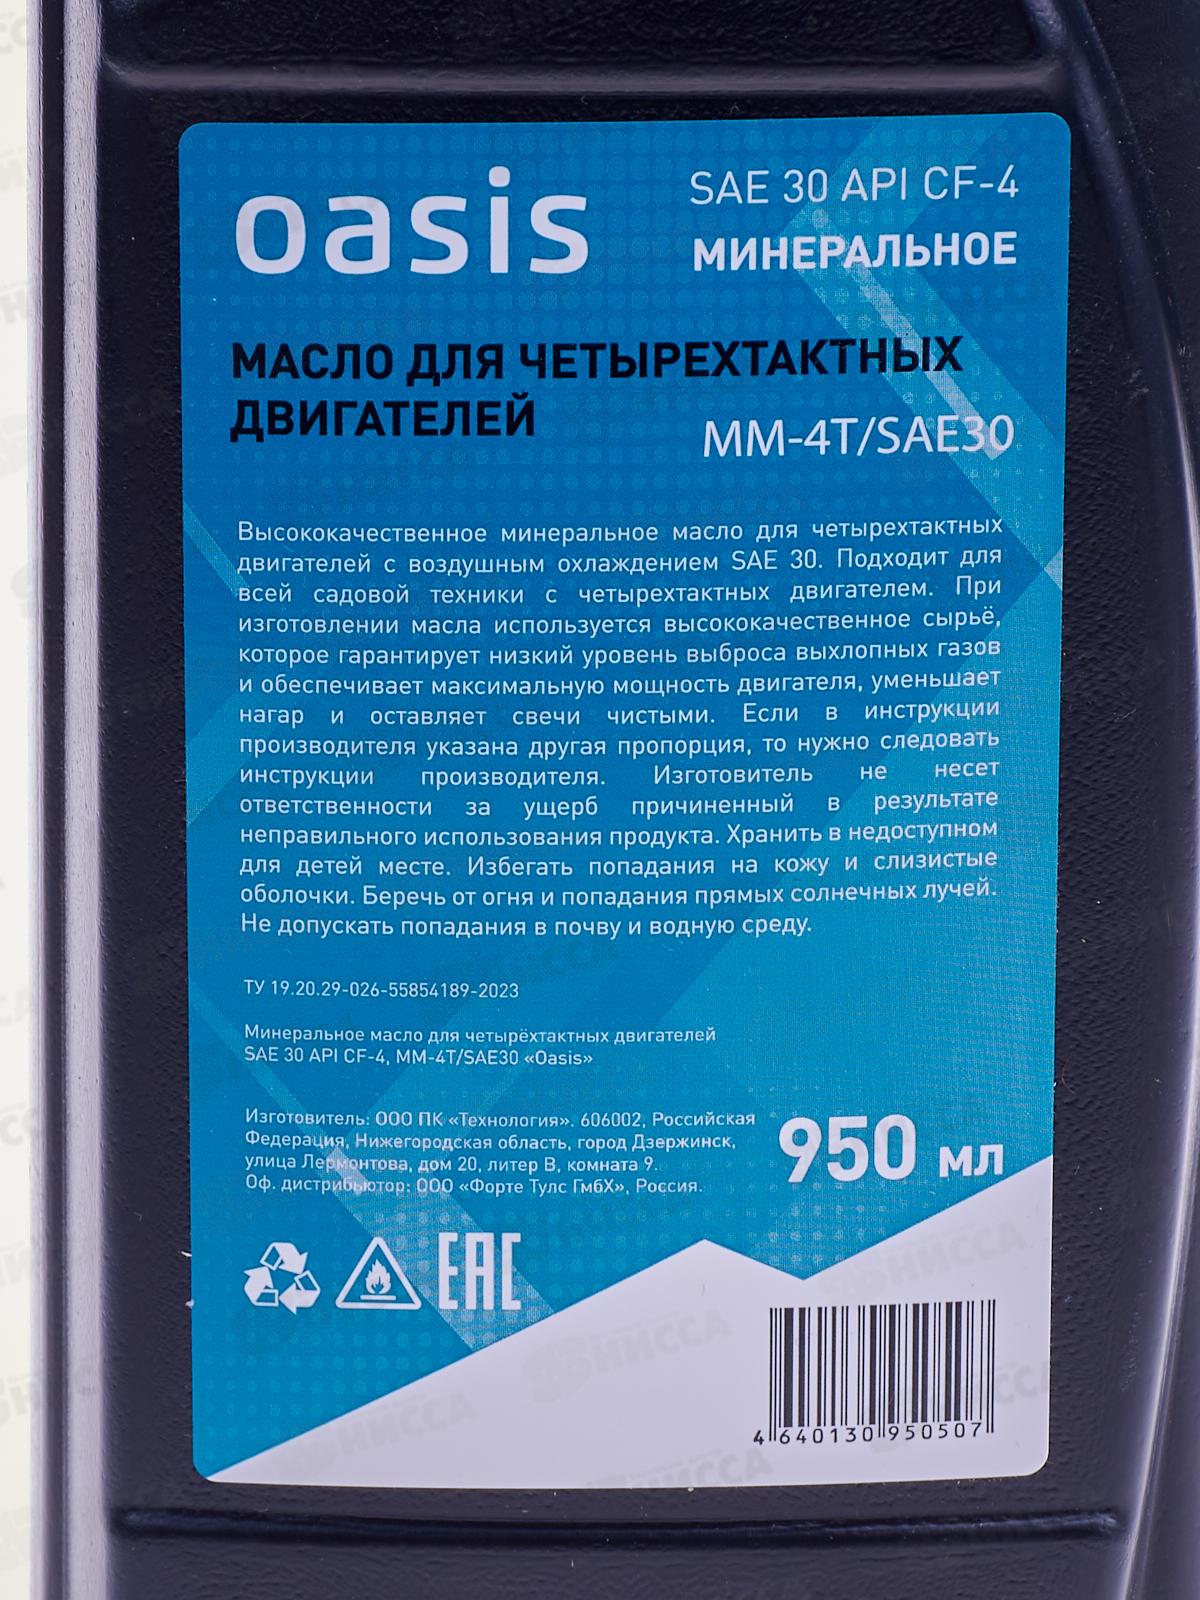 oasis
SAE 30 API CF-4
МИНЕРАЛЬНОЕ
МАСЛО ДЛЯ ЧЕТЫРЕХТАКТНЫХ
ДВИГАТЕЛЕЙ
MM-4T/SAE30
Высококачественное минеральное масло для четырехтактных
двигателей с воздушным охлаждением SAE 30. Подходит для
всей садовой техники с четырехтактных двигателем. При
изготовлении масла используется высококачественное сырьё,
которое гарантирует низкий уровень выброса выхлопных газов
и обеспечивает максимальную мощность двигателя, уменьшает
нагар и оставляет свечи чистыми. Если в инструкции
производителя указана другая пропорция, то нужно следовать
инструкции производителя. Изготовитель не несет
ответственности за ущерб причиненный в результате
неправильного использования продукта. Хранить в недоступном
для детей месте. Избегать попадания на кожу и слизистые
оболочки. Беречь от огня и попадания прямых солнечных лучей.
Не допускать попадания в почву и водную среду.
ТУ 19.20.29-026-55854189-2023
Минеральное масло для четырёхтактных двигателей
SAE 30 API CF-4, MM-4T/SAE30 «Oasis»
Изготовитель: ООО ПК «Технология». 606002, Российская
Федерация, Нижегородская область, город Дзержинск,
улица Лермонтова, дом 20, литер В, комната 9.
Оф. дистрибьютор: ООО «Форте Тулс ГмбХ», Россия.
950 мл
EAC
4 640130 950507